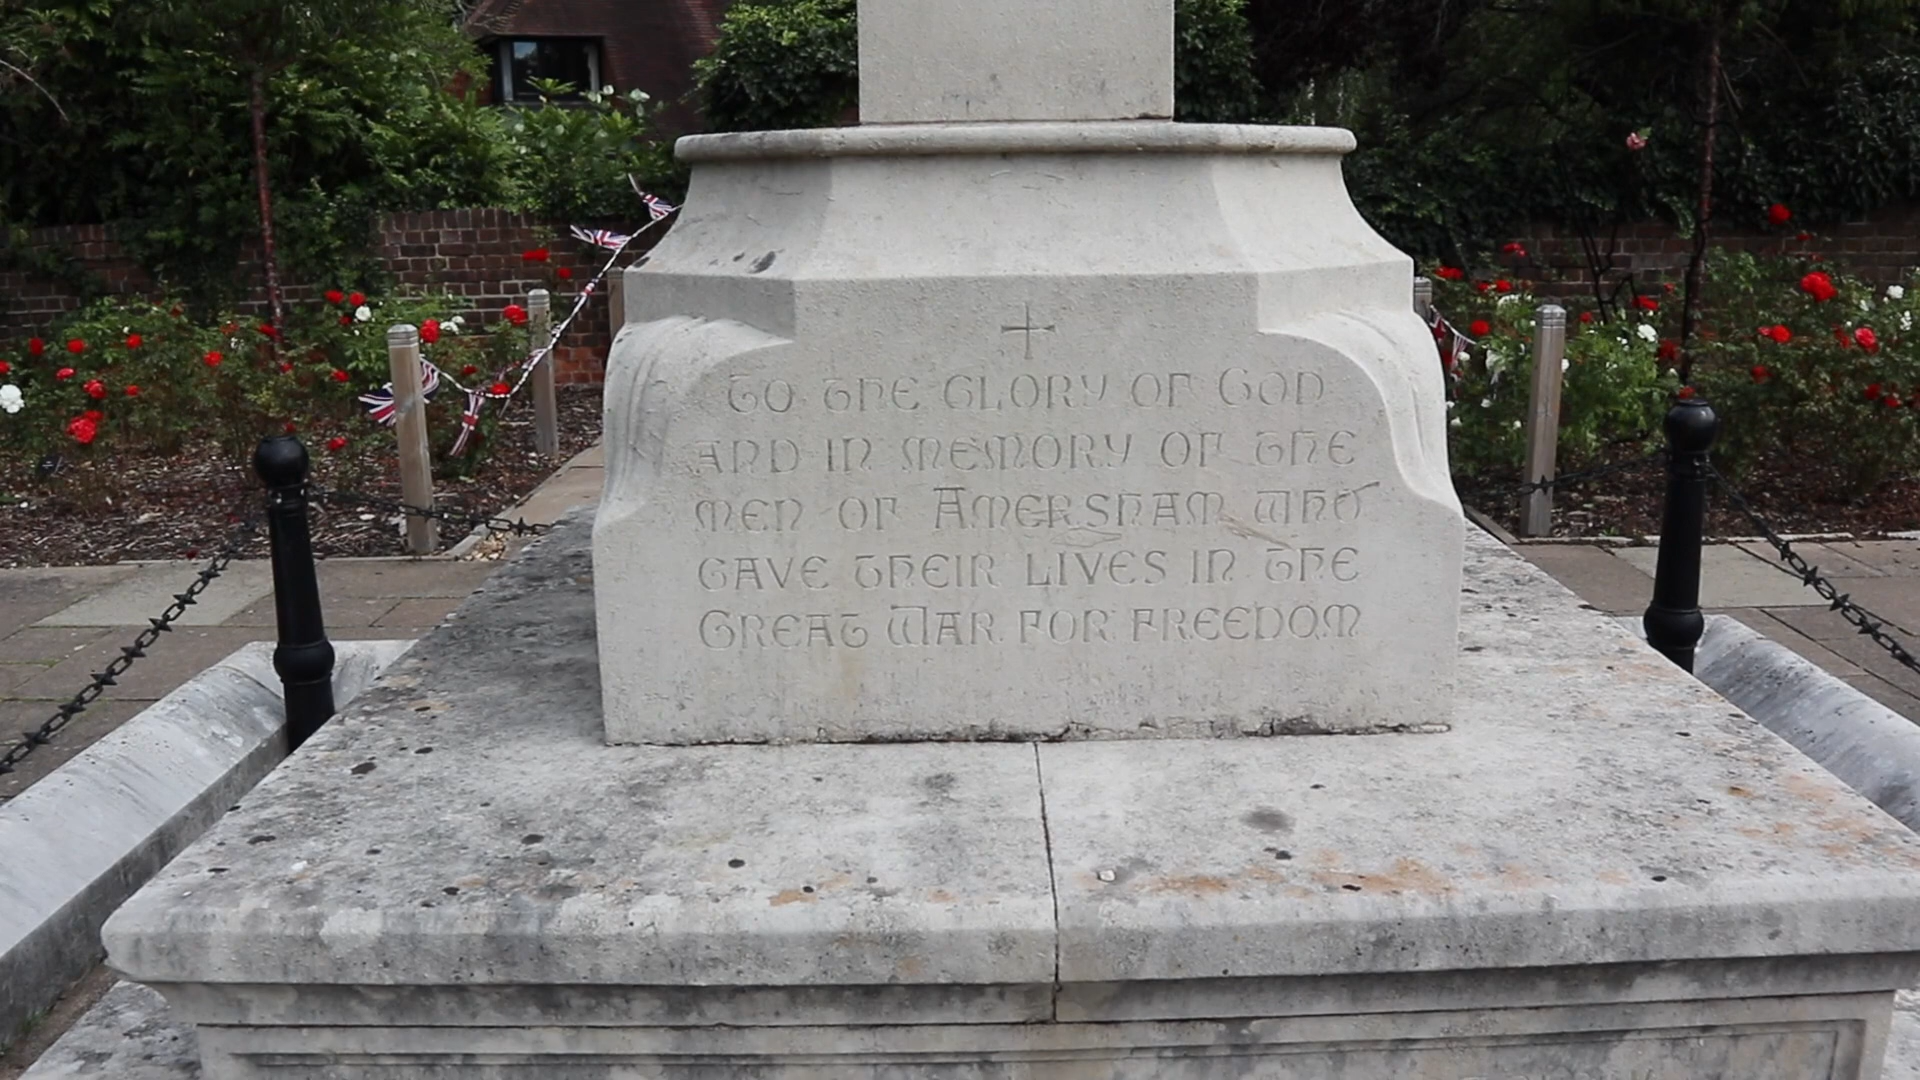 TO THE GLORY OF GOD
AND IN MEMORY OF THE
MEN OF AMERSHAM WHO
GAVE THEIR LIVES IN THE
GREAT WAR FOR FREEDOM